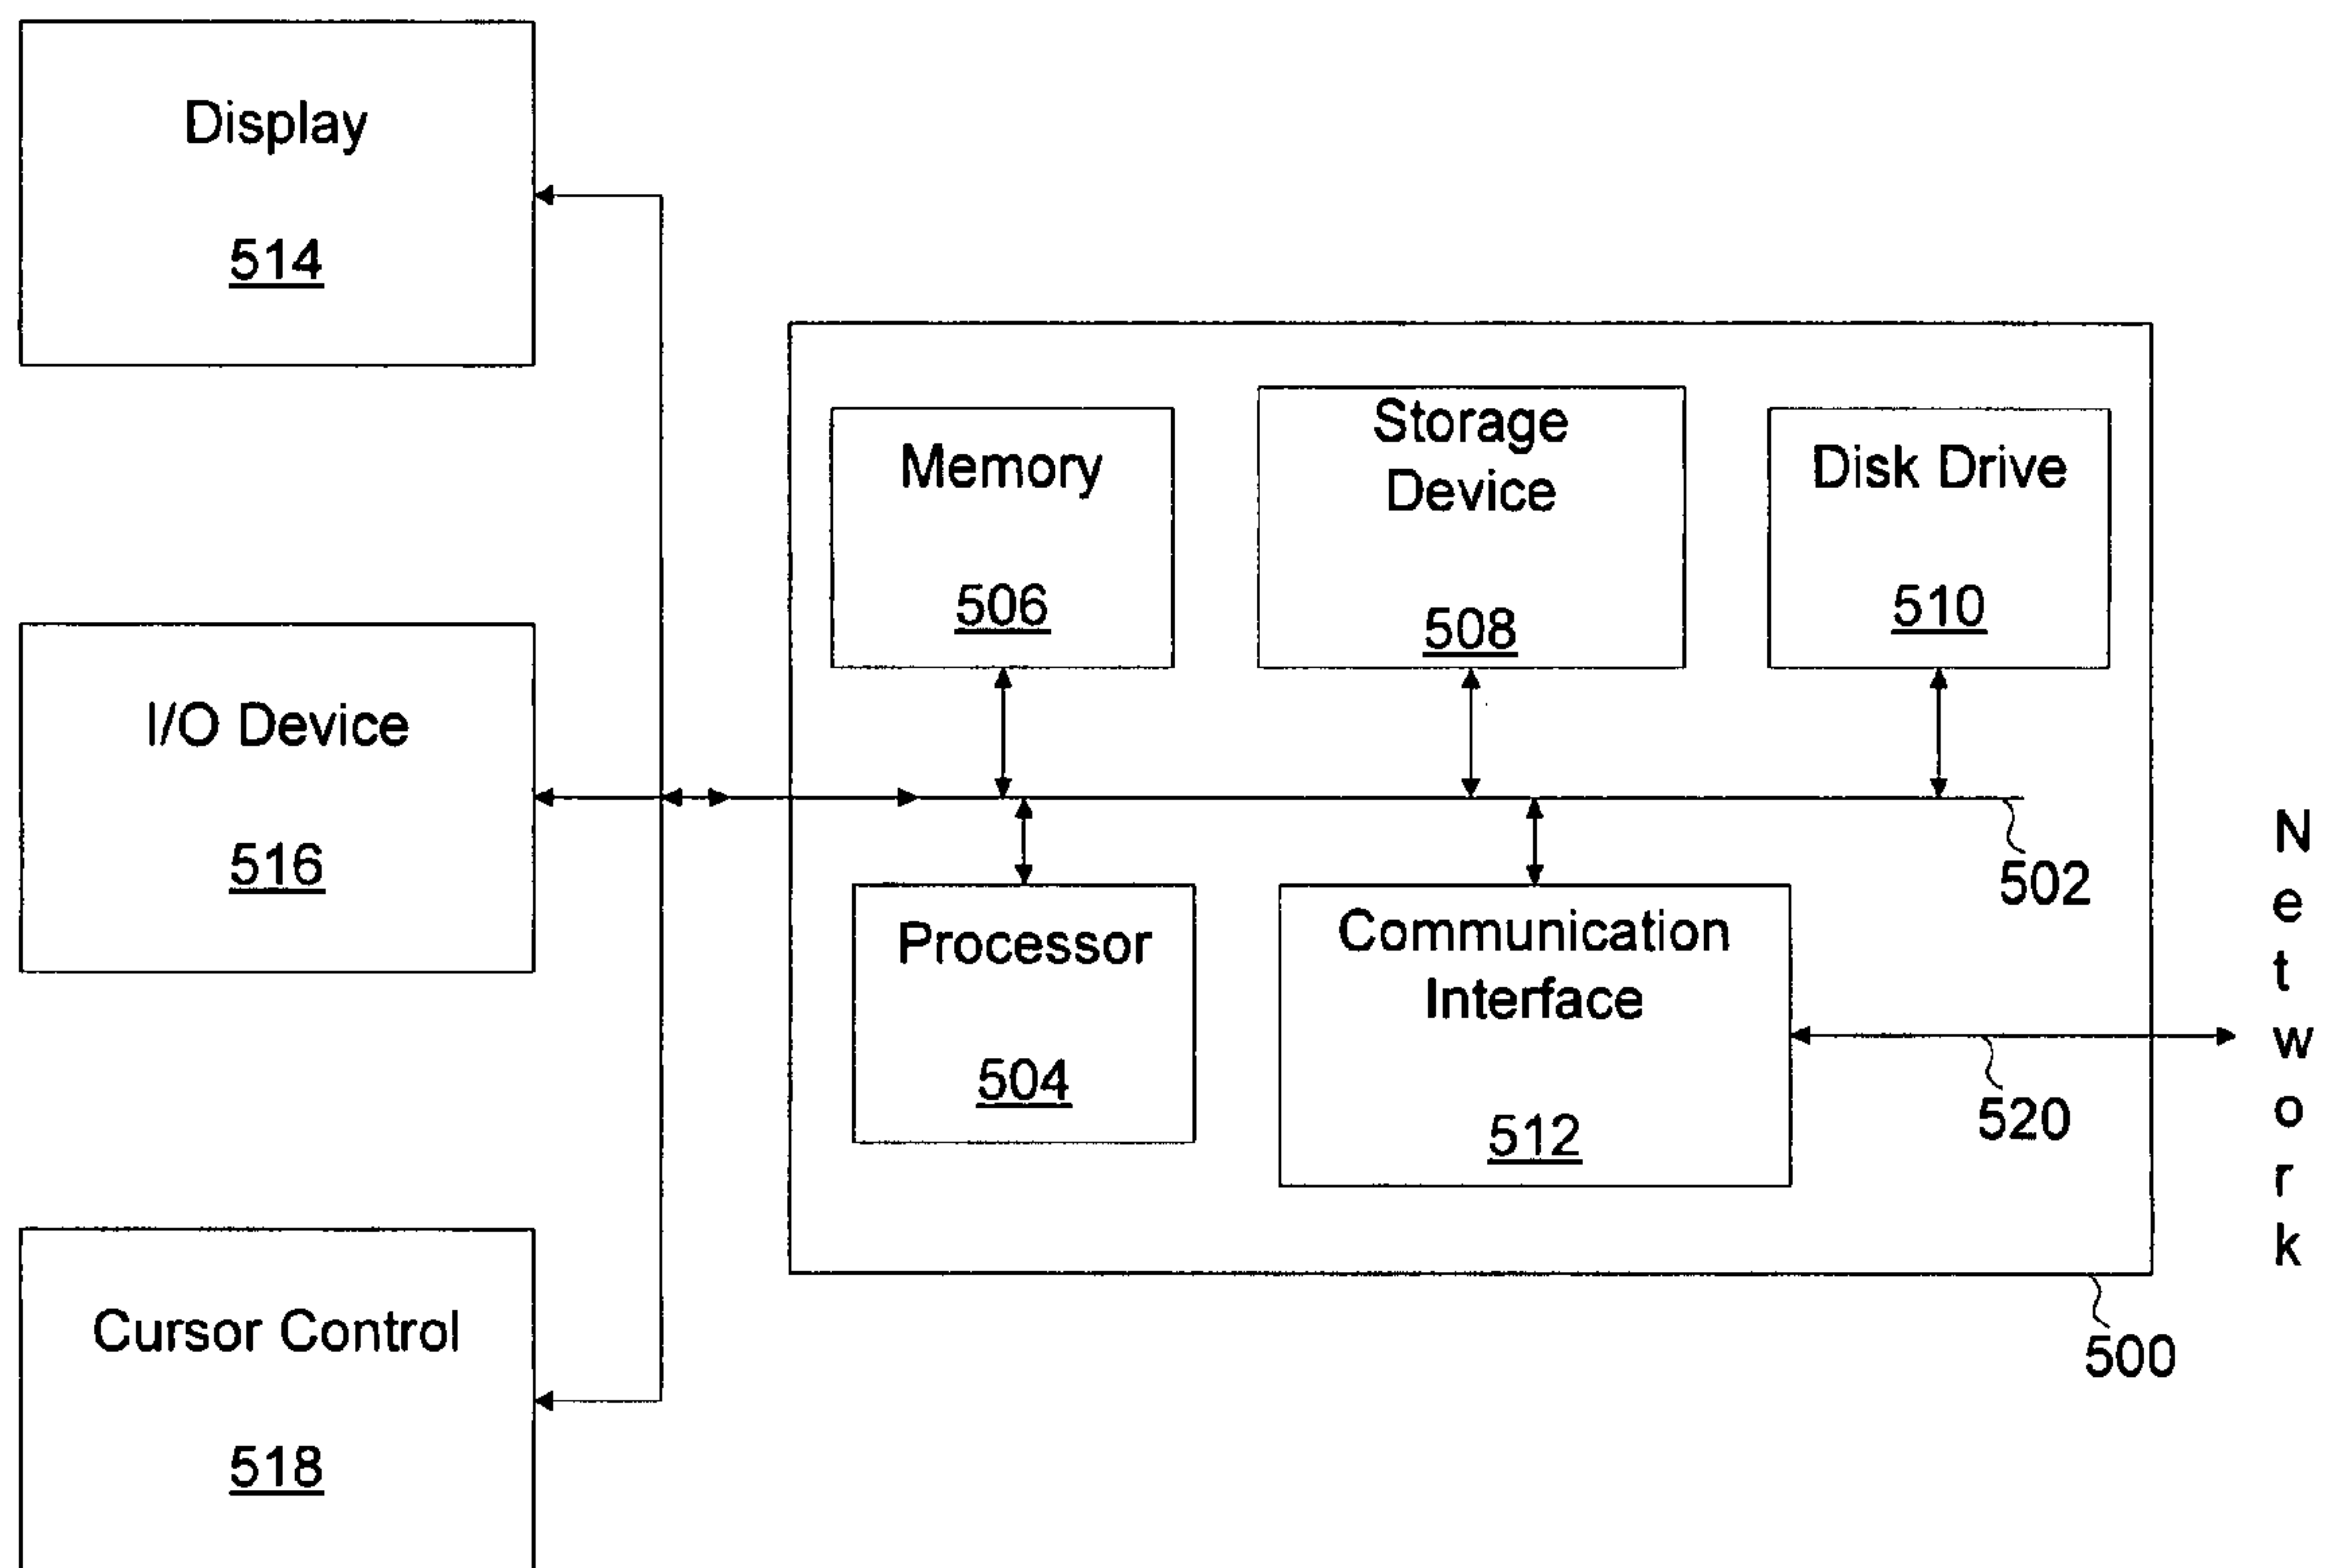 Display
514
I/O Device
516
Cursor Control
518
Memory
506
Storage
Device
508
Disk Drive
510
Processor
504
Communication
Interface
512
502
520
500
Network